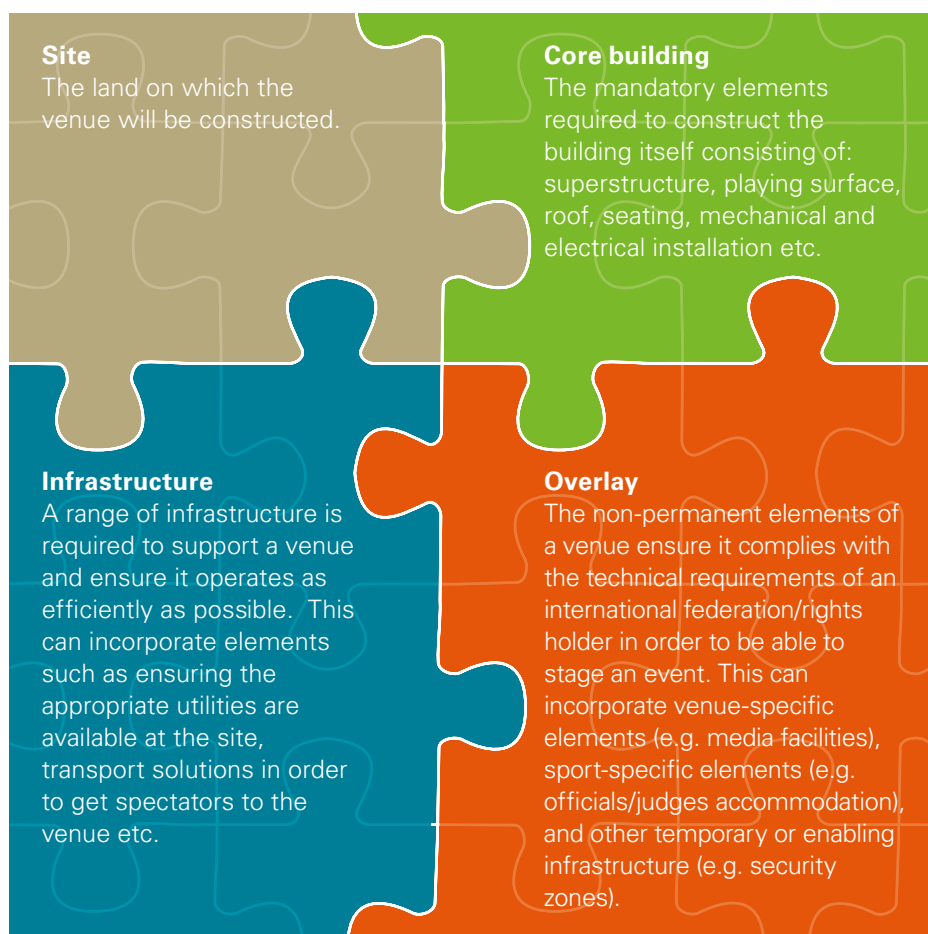 Site
The land on which the
venue will be constructed.
Core building
The mandatory elements
required to construct the
building itself consisting of:
superstructure, playing surface,
roof, seating, mechanical and
electrical installation etc.
Infrastructure
A range of infrastructure is
required to support a venue
and ensure it operates as
efficiently as possible.  This
can incorporate elements
such as ensuring the
appropriate utilities are
available at the site,
transport solutions in order
to get spectators to the
venue etc.
Overlay
The non-permanent elements of
a venue ensure it complies with
the technical requirements of an
international federation/rights
holder in order to be able to
stage an event. This can
incorporate venue-specific
elements (e.g. media facilities),
sport-specific elements (e.g.
officials/judges accommodation),
and other temporary or enabling
infrastructure (e.g. security
zones).